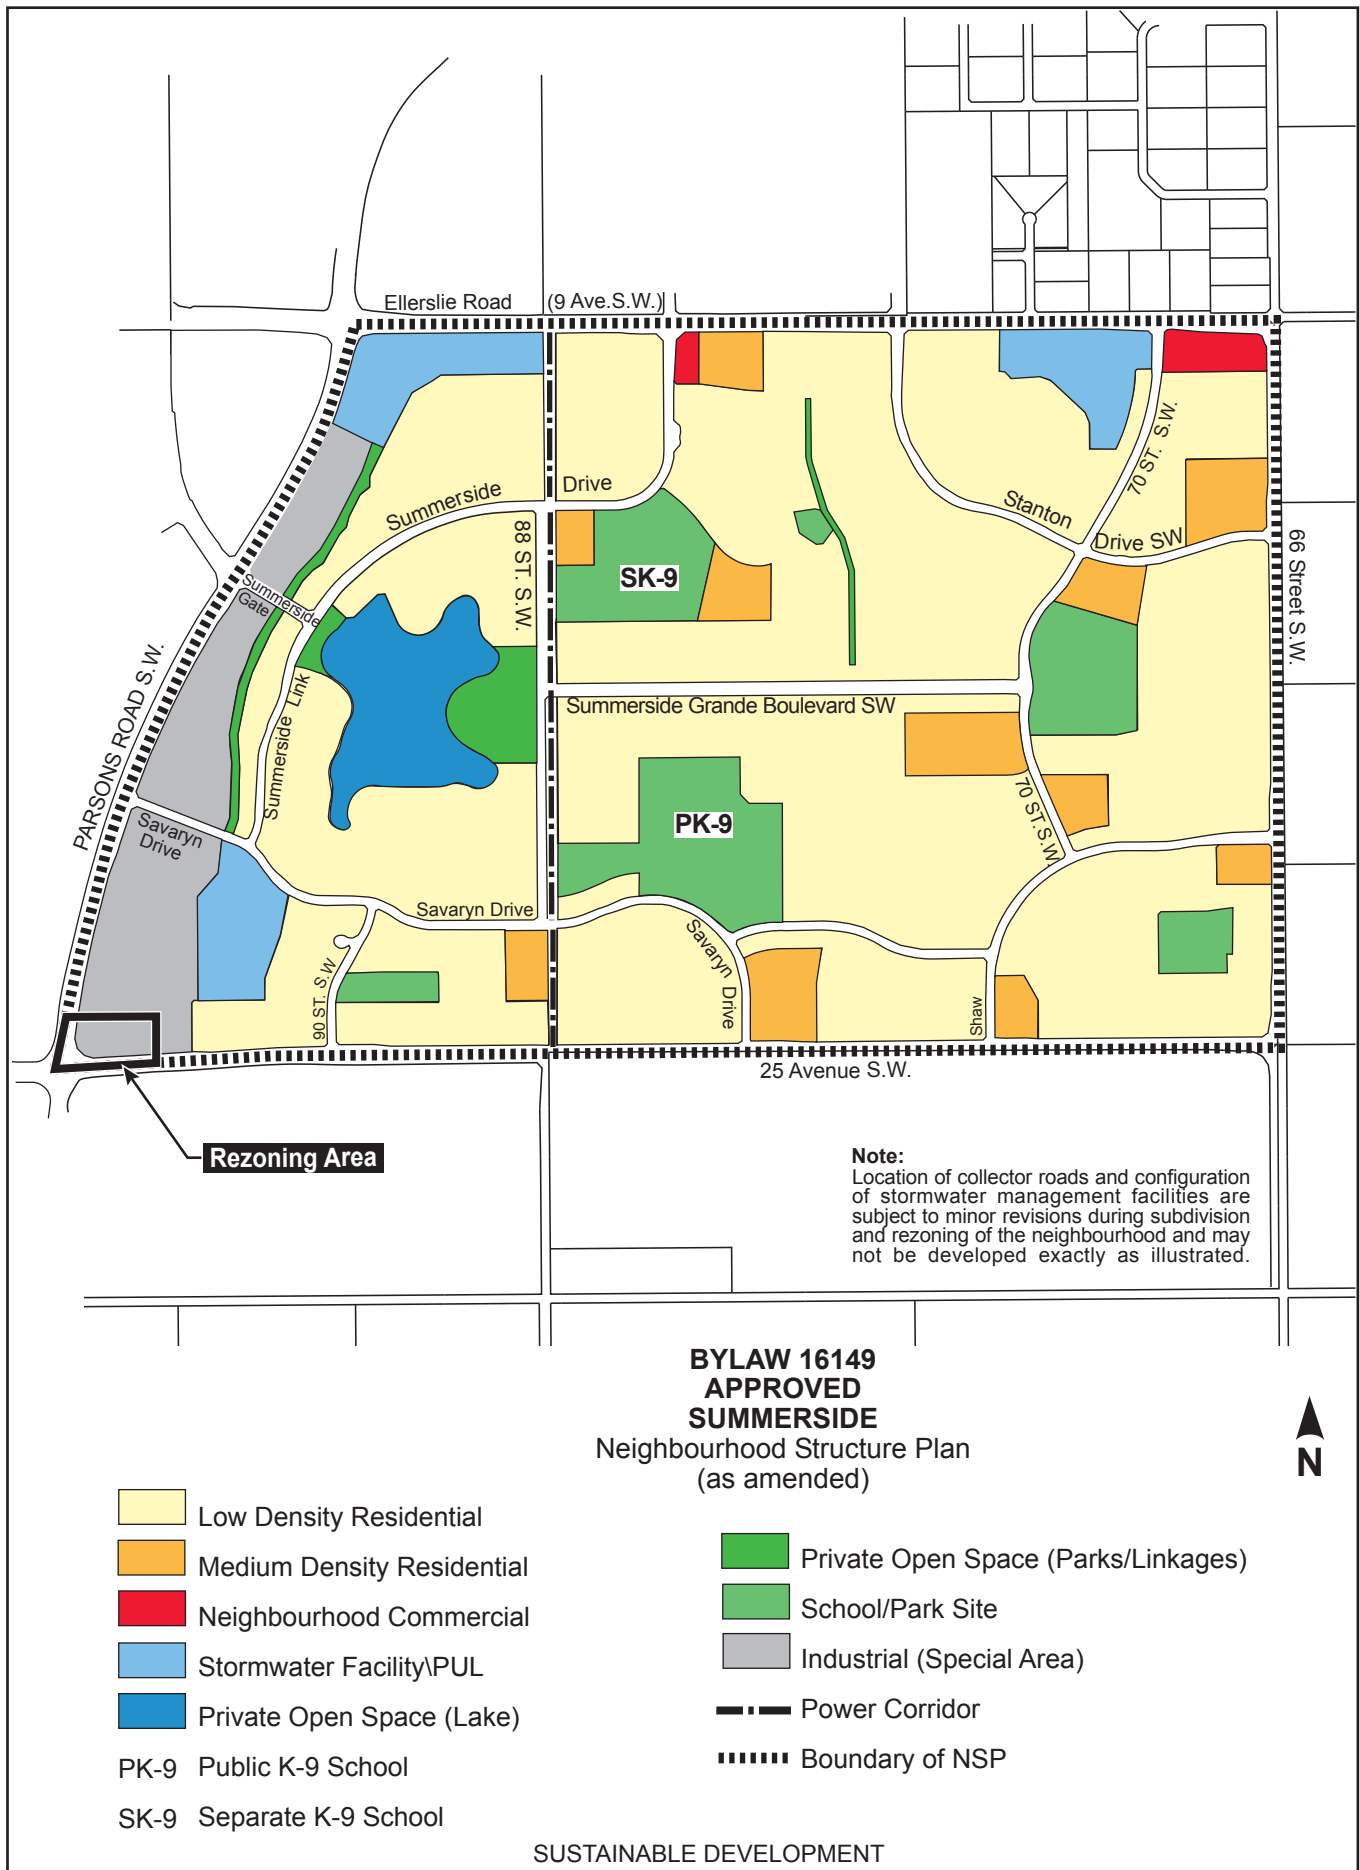 Ellerslie Road (9 Ave.S.W.)
Summerside Drive
88 ST. S.W.
SK-9
Stanton
Drive SW
70 ST. S.W.
66 Street S.W.
Summerside
Gate
PARSONS ROAD S.W.
Summerside Link
Summerside Grande Boulevard SW
PK-9
70 ST.S.W.
Savaryn
Drive
Savaryn Drive
Savaryn Drive
90 ST. S.W
Shaw
25 Avenue S.W.
Rezoning Area
Note:
Location of collector roads and configuration
of stormwater management facilities are
subject to minor revisions during subdivision
and rezoning of the neighbourhood and may
not be developed exactly as illustrated.
BYLAW 16149
APPROVED
SUMMERSIDE
Neighbourhood Structure Plan
(as amended)
N
Low Density Residential
Medium Density Residential
Neighbourhood Commercial
Stormwater Facility\PUL
Private Open Space (Lake)
PK-9 Public K-9 School
SK-9 Separate K-9 School
Private Open Space (Parks/Linkages)
School/Park Site
Industrial (Special Area)
Power Corridor
Boundary of NSP
SUSTAINABLE DEVELOPMENT